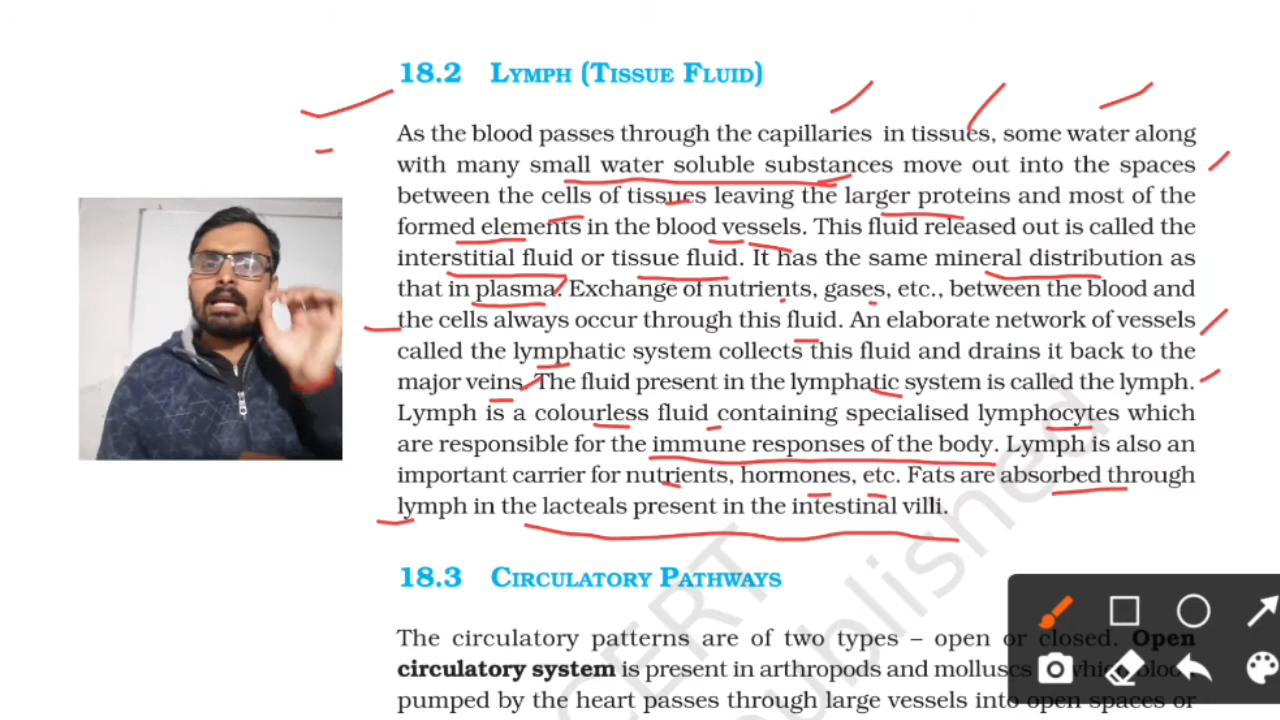 18.2 LYMPH (TISSUE FLUID)
As the blood passes through the capillaries in tissues, some water along
with many small water soluble substances move out into the spaces
between the cells of tissues leaving the larger proteins and most of the
formed elements in the blood vessels. This fluid released out is called the
interstitial fluid or tissue fluid. It has the same mineral distribution as
that in plasma. Exchange of nutrients, gases, etc., between the blood and
the cells always occur through this fluid. An elaborate network of vessels
called the lymphatic system collects this fluid and drains it back to the
major veins. The fluid present in the lymphatic system is called the lymph.
Lymph is a colourless fluid containing specialised lymphocytes which
are responsible for the immune responses of the body. Lymph is also an
important carrier for nutrients, hormones, etc. Fats are absorbed through
lymph in the lacteals present in the intestinal villi.
18.3 CIRCULATORY PATHWAYS
The circulatory patterns are of two types – open or closed. Open
circulatory system is present in arthropods and molluscs
pumped by the heart passes through large vessels into open spaces or
published